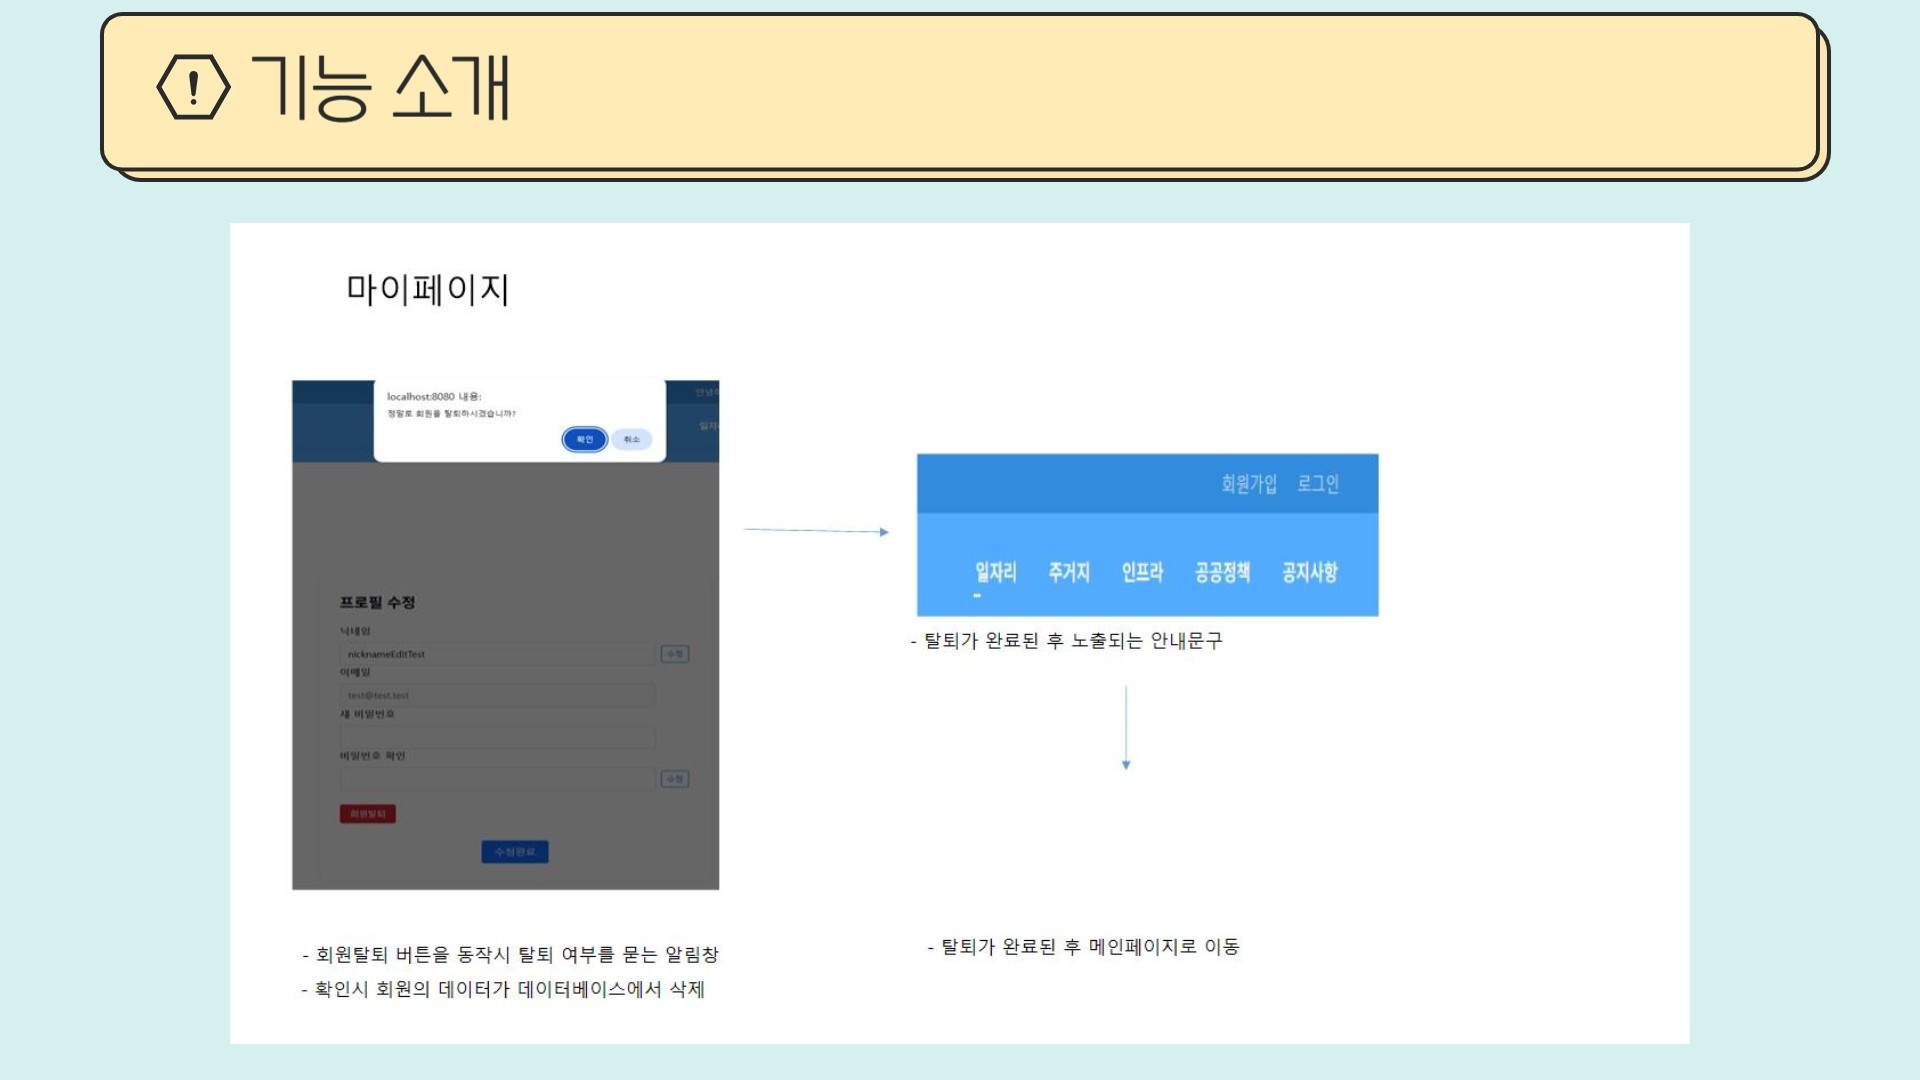 기능 소개
마이페이지
localhost:8080 내용:
정말로 회원을 탈퇴하시겠습니까?
확인 취소
안녕
일자
프로필 수정
닉네임
nicknameEditTest 수정
이메일
test@test.test
새 비밀번호
비밀번호 확인
수정
회원탈퇴
수정완료
- 회원탈퇴 버튼을 동작시 탈퇴 여부를 묻는 알림창
- 확인시 회원의 데이터가 데이터베이스에서 삭제
회원가입 로그인
일자리 주거지 인프라 공공정책 공지사항
- 탈퇴가 완료된 후 노출되는 안내문구
- 탈퇴가 완료된 후 메인페이지로 이동